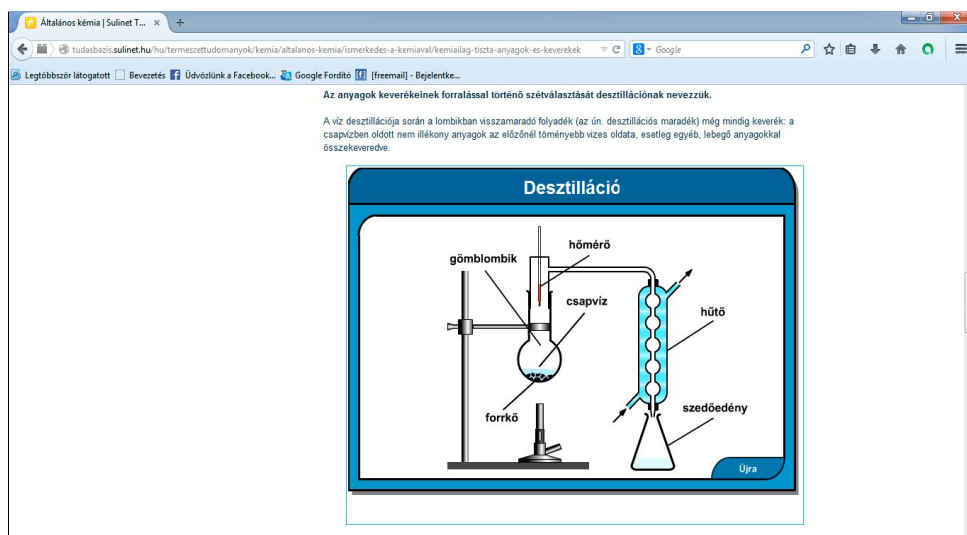 Általános kémia | Sulinet T...
tudasbazis.sulinet.hu/hu/termeszettudomanyok/kemia/altalanos-kemia/ismerkedes-a-kemiaval/kemiailag-tiszta-anyagok-es-keverekek
Google
Legtöbbször látogatott Bevezetés Üdvözlünk a Facebook... Google Fordító [freemail] - Bejelentke...
Az anyagok keverékeinek forralással történő szétválasztását desztillációnak nevezzük.
A víz desztillációja során a lombikban visszamaradó folyadék (az ún. desztillációs maradék) még mindig keverék: a
csapvízben oldott nem illékony anyagok az előzőnél töményebb vizes oldata, esetleg egyéb, lebegő anyagokkal
összekeveredve.
Desztilláció
hőmérő
gömblombik
csapvíz
hűtő
forrkő
szedőedény
Újra